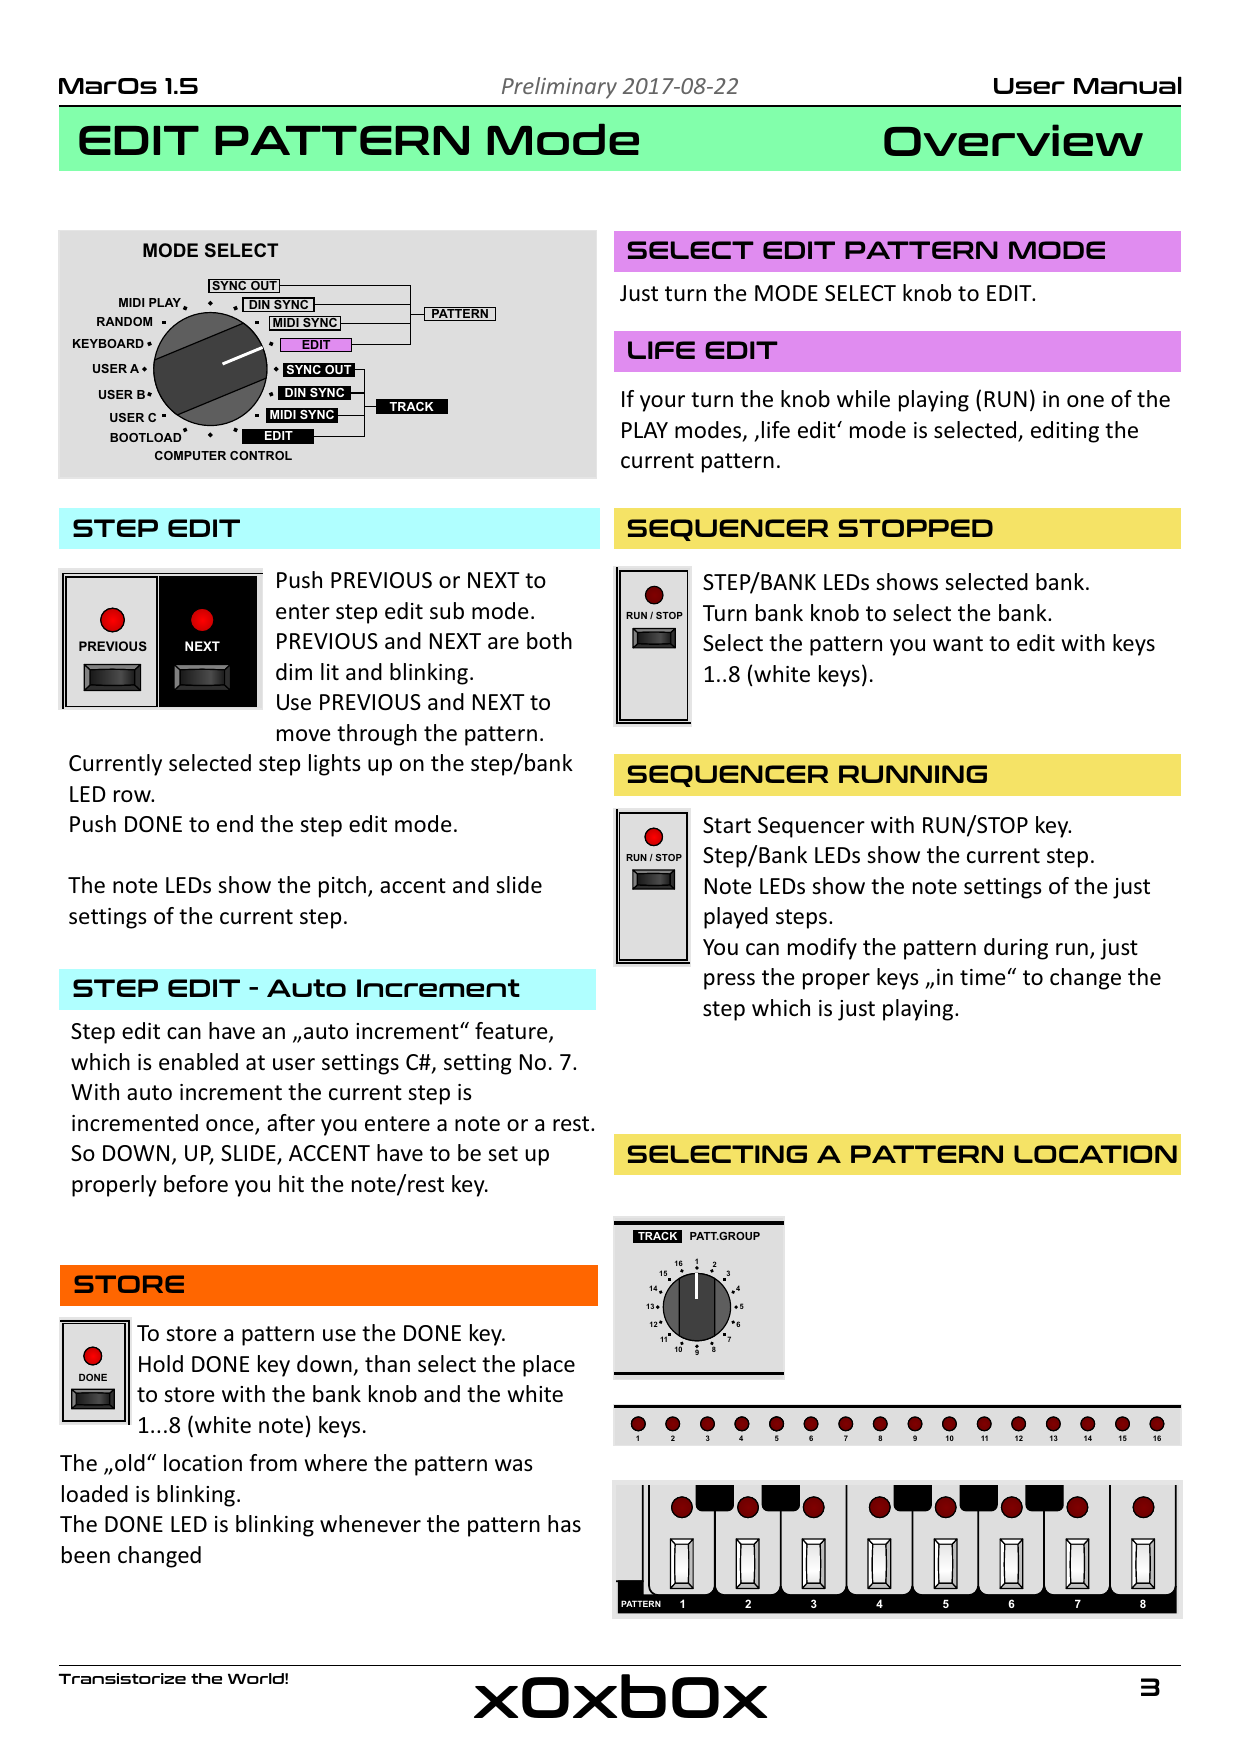 MarOs 1.5
Preliminary 2017-08-22
User Manual
EDIT PATTERN Mode
Overview
MODE SELECT
SYNC OUT
MIDI PLAY
DIN SYNC
RANDOM
MIDI SYNC
PATTERN
KEYBOARD
EDIT
USER A
SYNC OUT
USER B
DIN SYNC
TRACK
USER C
MIDI SYNC
BOOTLOAD
EDIT
COMPUTER CONTROL
SELECT EDIT PATTERN MODE
Just turn the MODE SELECT knob to EDIT.
LIFE EDIT
If your turn the knob while playing (RUN) in one of the
PLAY modes, ‚life edit‘ mode is selected, editing the
current pattern.
STEP EDIT
PREVIOUS
NEXT
Push PREVIOUS or NEXT to
enter step edit sub mode.
PREVIOUS and NEXT are both
dim lit and blinking.
Use PREVIOUS and NEXT to
move through the pattern.
Currently selected step lights up on the step/bank
LED row.
Push DONE to end the step edit mode.
The note LEDs show the pitch, accent and slide
settings of the current step.
STEP EDIT - Auto Increment
Step edit can have an „auto increment“ feature,
which is enabled at user settings C#, setting No. 7.
With auto increment the current step is
incremented once, after you entere a note or a rest.
So DOWN, UP, SLIDE, ACCENT have to be set up
properly before you hit the note/rest key.
STORE
DONE
To store a pattern use the DONE key.
Hold DONE key down, than select the place
to store with the bank knob and the white
1...8 (white note) keys.
The „old“ location from where the pattern was
loaded is blinking.
The DONE LED is blinking whenever the pattern has
been changed
SEQUENCER STOPPED
RUN / STOP
STEP/BANK LEDs shows selected bank.
Turn bank knob to select the bank.
Select the pattern you want to edit with keys
1..8 (white keys).
SEQUENCER RUNNING
RUN / STOP
Start Sequencer with RUN/STOP key.
Step/Bank LEDs show the current step.
Note LEDs show the note settings of the just
played steps.
You can modify the pattern during run, just
press the proper keys „in time“ to change the
step which is just playing.
SELECTING A PATTERN LOCATION
TRACK PATT.GROUP
1
2
3
4
5
6
7
8
9
10
11
12
13
14
15
16
1 2 3 4 5 6 7 8 9 10 11 12 13 14 15 16
PATTERN 1 2 3 4 5 6 7 8
Transistorize the World!
x0xb0x
3